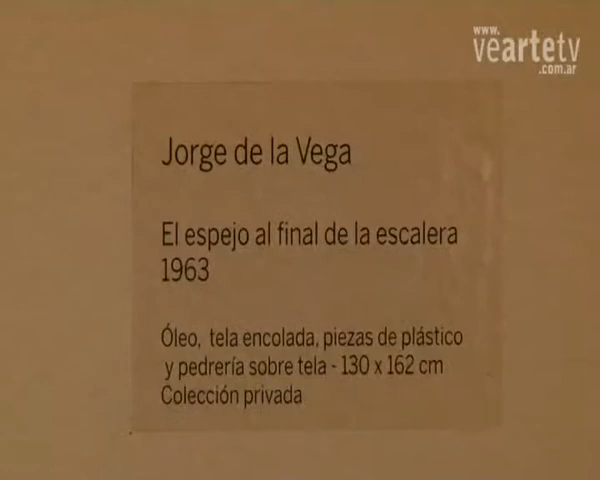 www.
veartetv
.com.ar
Jorge de la Vega
El espejo al final de la escalera
1963
Óleo, tela encolada, piezas de plástico
y pedrería sobre tela - 130 x 162 cm
Colección privada